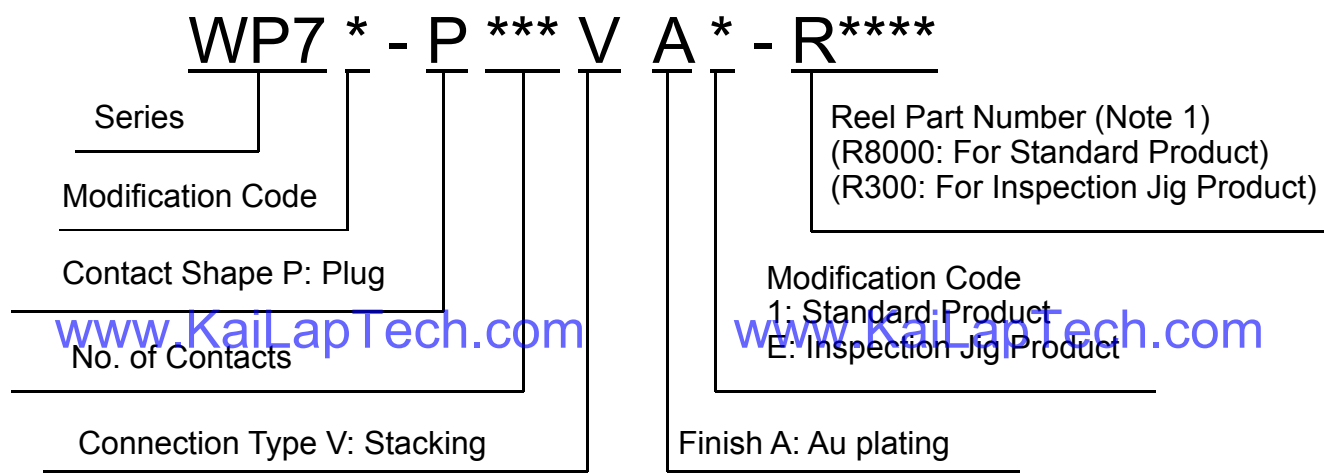 WP7 * - P *** V A * - R****
Series
Reel Part Number (Note 1)
(R8000: For Standard Product)
(R300: For Inspection Jig Product)
Modification Code
Contact Shape P: Plug
Modification Code
1: Standard Product
E: Inspection Jig Product
www.KaiLapTech.com
www.KaiLapTech.com
No. of Contacts
Connection Type V: Stacking
Finish A: Au plating